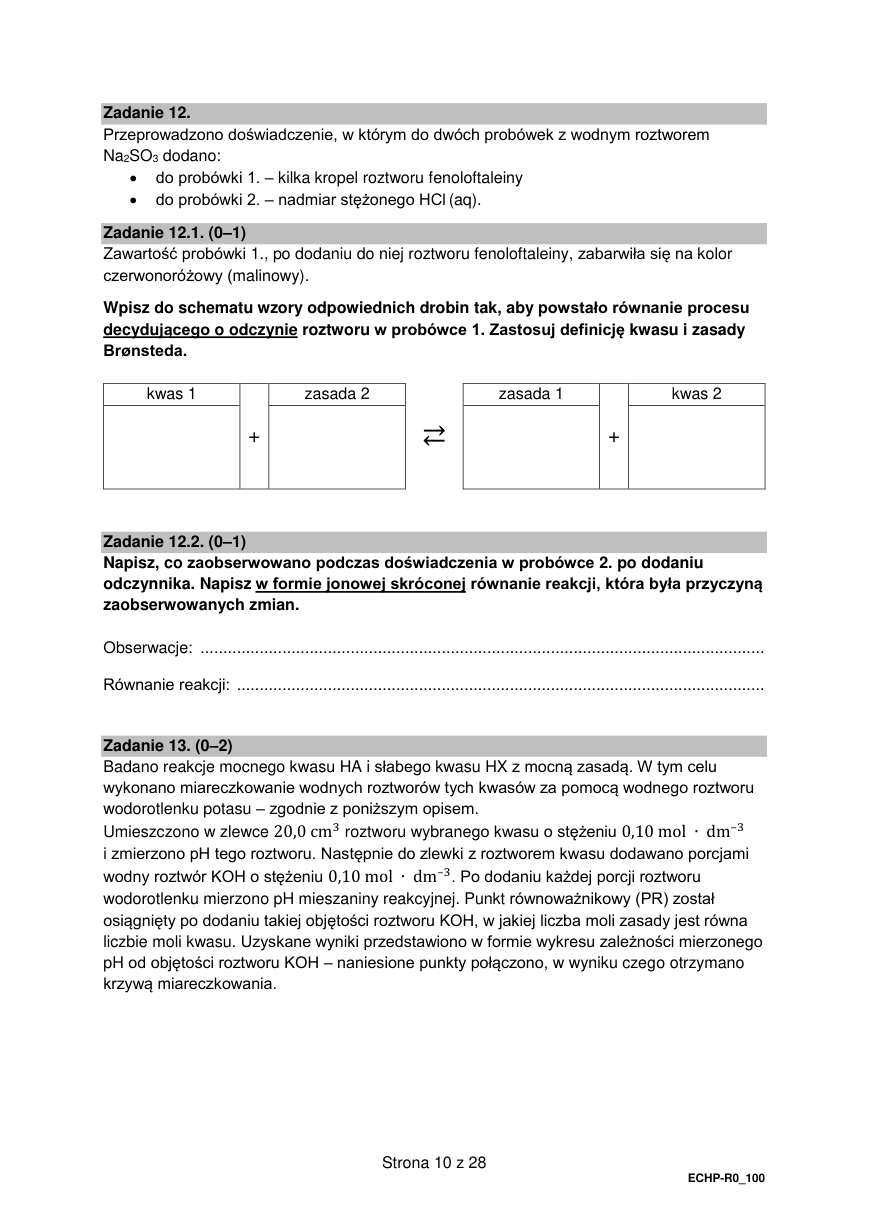 Zadanie 12.
Przeprowadzono doświadczenie, w którym do dwóch probówek z wodnym roztworem
Na₂SO₃ dodano:
• do probówki 1. – kilka kropel roztworu fenoloftaleiny
• do probówki 2. – nadmiar stężonego HCl (aq).
Zadanie 12.1. (0–1)
Zawartość probówki 1., po dodaniu do niej roztworu fenoloftaleiny, zabarwiła się na kolor
czerwonoróżowy (malinowy).
Wpisz do schematu wzory odpowiednich drobin tak, aby powstało równanie procesu
decydującego o odczynie roztworu w probówce 1. Zastosuj definicję kwasu i zasady
Brønsteda.
kwas 1 + zasada 2 ⇄ zasada 1 + kwas 2
Zadanie 12.2. (0–1)
Napisz, co zaobserwowano podczas doświadczenia w probówce 2. po dodaniu
odczynnika. Napisz w formie jonowej skróconej równanie reakcji, która była przyczyną
zaobserwowanych zmian.
Obserwacje: ............................................................................................................................
Równanie reakcji: ....................................................................................................................
Zadanie 13. (0–2)
Badano reakcje mocnego kwasu HA i słabego kwasu HX z mocną zasadą. W tym celu
wykonano miareczkowanie wodnych roztworów tych kwasów za pomocą wodnego roztworu
wodorotlenku potasu – zgodnie z poniższym opisem.
Umieszczono w zlewce 20,0 cm³ roztworu wybranego kwasu o stężeniu 0,10 mol · dm⁻³
i zmierzono pH tego roztworu. Następnie do zlewki z roztworem kwasu dodawano porcjami
wodny roztwór KOH o stężeniu 0,10 mol · dm⁻³. Po dodaniu każdej porcji roztworu
wodorotlenku mierzono pH mieszaniny reakcyjnej. Punkt równoważnikowy (PR) został
osiągnięty po dodaniu takiej objętości roztworu KOH, w jakiej liczba moli zasady jest równa
liczbie moli kwasu. Uzyskane wyniki przedstawiono w formie wykresu zależności mierzonego
pH od objętości roztworu KOH – naniesione punkty połączono, w wyniku czego otrzymano
krzywą miareczkowania.
Strona 10 z 28
ECHP-R0_100